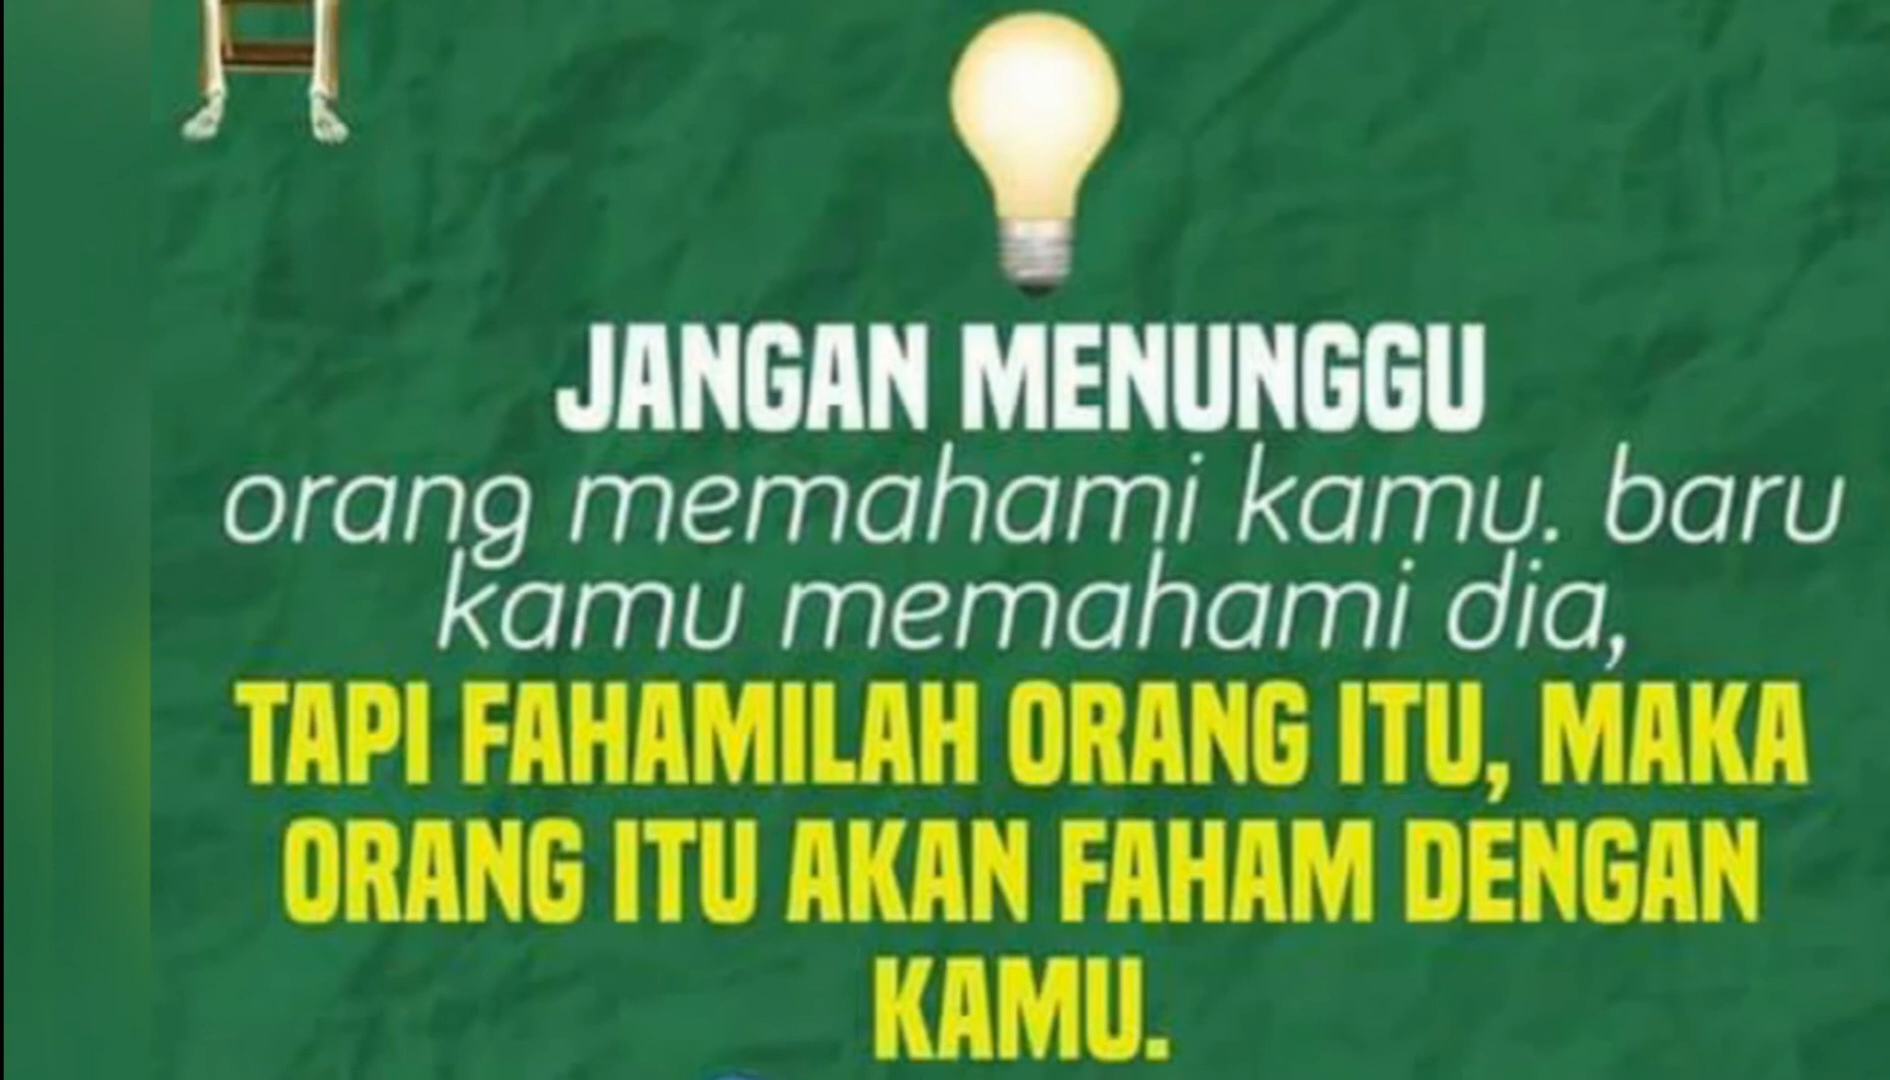 JANGAN MENUNGGU
orang memahami kamu. baru
kamu memahami dia,
TAPI FAHAMILAH ORANG ITU, MAKA
ORANG ITU AKAN FAHAM DENGAN
KAMU.